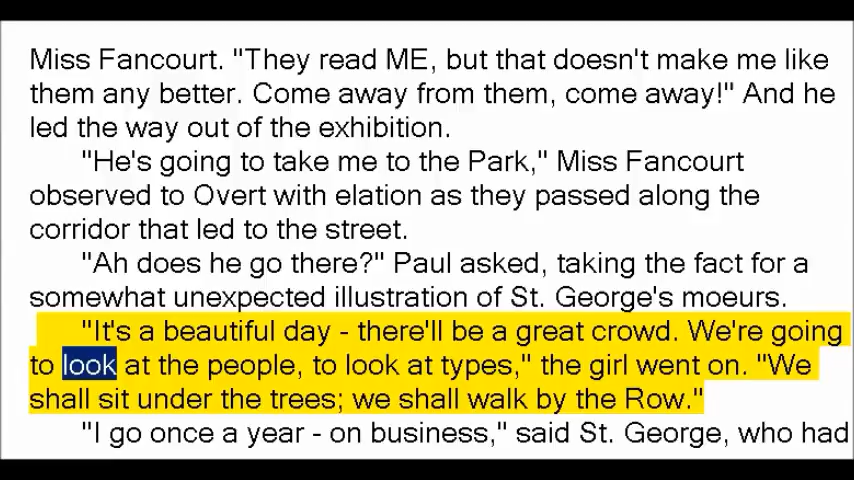 Miss Fancourt. "They read ME, but that doesn't make me like
them any better. Come away from them, come away!" And he
led the way out of the exhibition.
"He's going to take me to the Park," Miss Fancourt
observed to Overt with elation as they passed along the
corridor that led to the street.
"Ah does he go there?" Paul asked, taking the fact for a
somewhat unexpected illustration of St. George's moeurs.
"It's a beautiful day - there'll be a great crowd. We're going
to look at the people, to look at types," the girl went on. "We
shall sit under the trees; we shall walk by the Row."
"I go once a year - on business," said St. George, who had